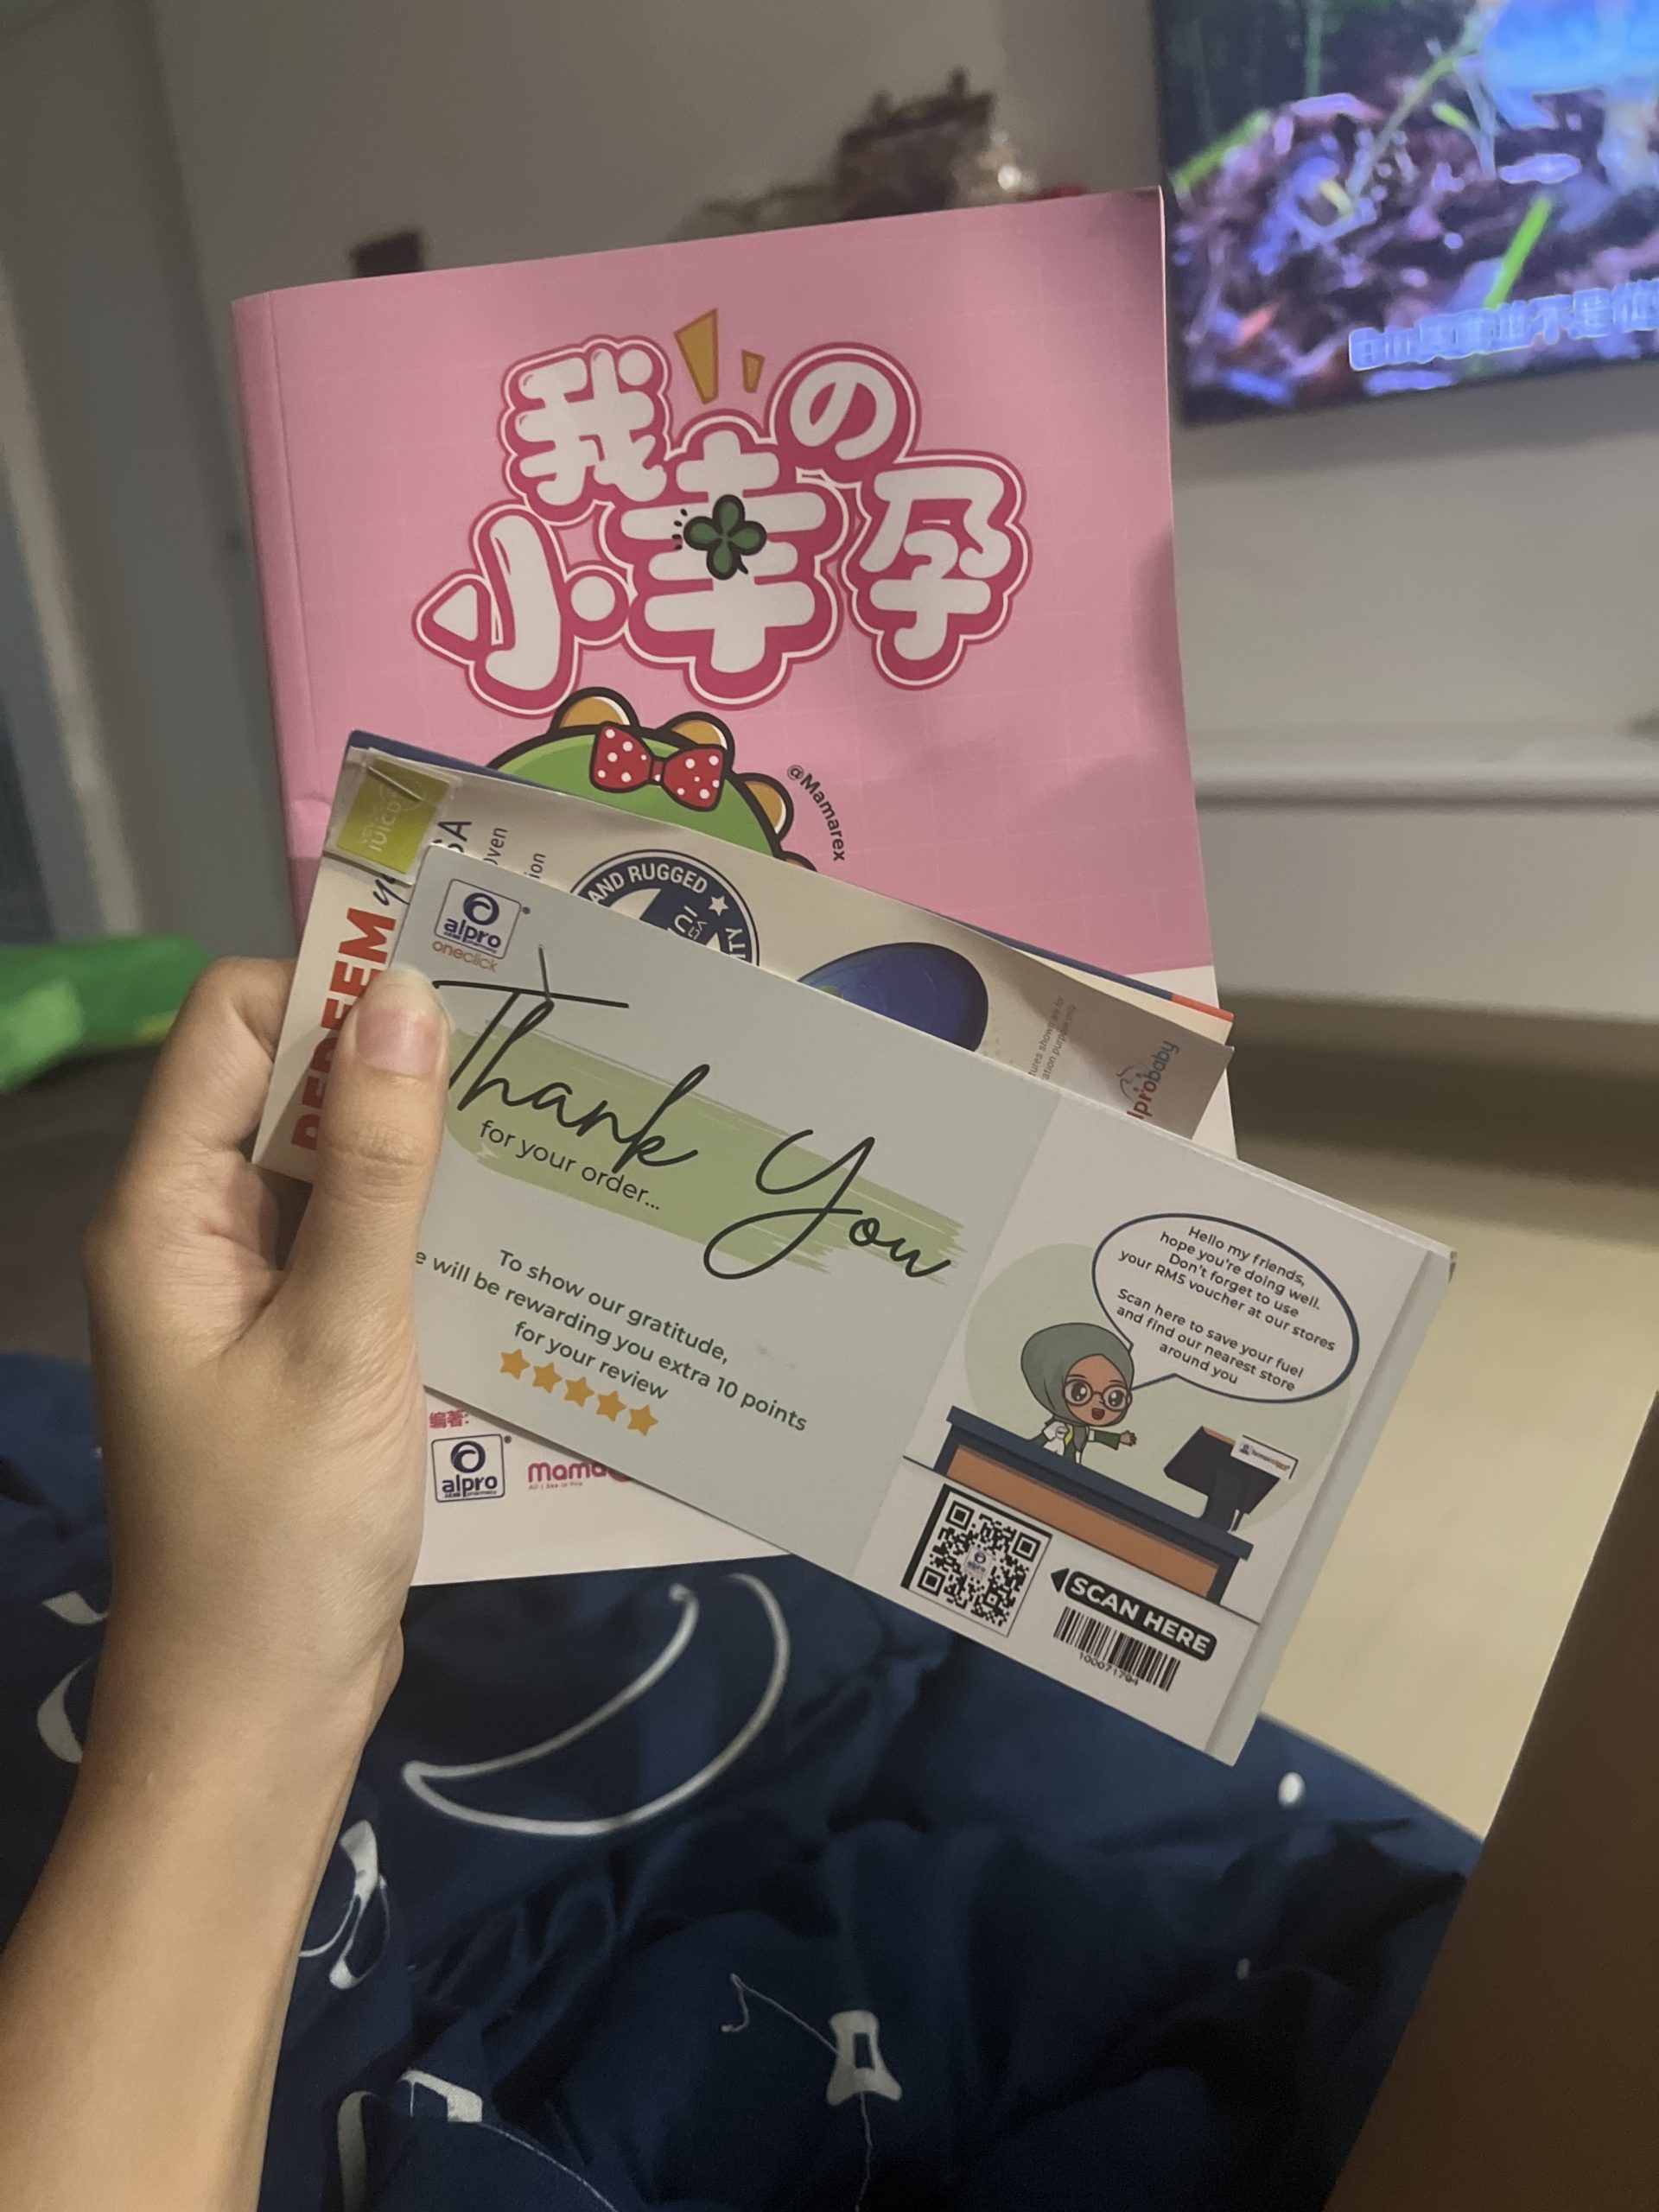 我の
小幸孕
@Mamarex
AND RUGGED
REDEEM
alpro
pharmacy
oneclick
Thank You
for your order...
To show our gratitude,
will be rewarding you extra 10 points
for your review
Hello my friends,
hope you're doing well.
Don't forget to use
your RM5 voucher at our stores
Scan here to save your fuel
and find our nearest store
around you
SCAN HERE
100071794
编著:
alpro
pharmacy